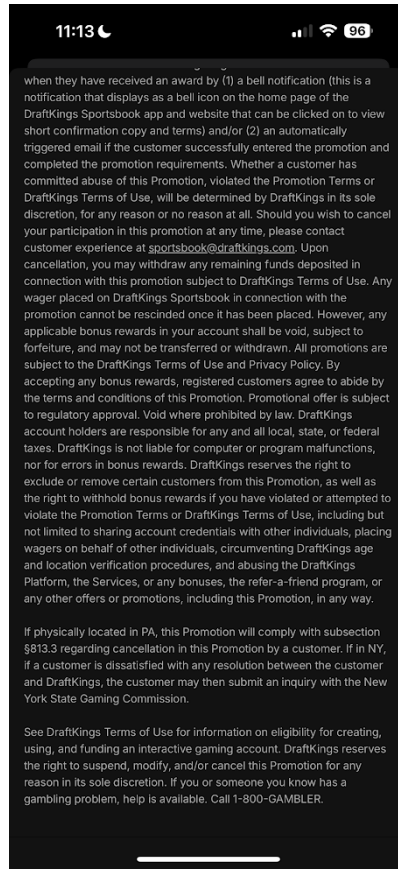 11:13
96
when they have received an award by (1) a bell notification (this is a
notification that displays as a bell icon on the home page of the
DraftKings Sportsbook app and website that can be clicked on to view
short confirmation copy and terms) and/or (2) an automatically
triggered email if the customer successfully entered the promotion and
completed the promotion requirements. Whether a customer has
committed abuse of this Promotion, violated the Promotion Terms or
DraftKings Terms of Use, will be determined by DraftKings in its sole
discretion, for any reason or no reason at all. Should you wish to cancel
your participation in this promotion at any time, please contact
customer experience at sportsbook@draftkings.com. Upon
cancellation, you may withdraw any remaining funds deposited in
connection with this promotion subject to DraftKings Terms of Use. Any
wager placed on DraftKings Sportsbook in connection with the
promotion cannot be rescinded once it has been placed. However, any
applicable bonus rewards in your account shall be void, subject to
forfeiture, and may not be transferred or withdrawn. All promotions are
subject to the DraftKings Terms of Use and Privacy Policy. By
accepting any bonus rewards, registered customers agree to abide by
the terms and conditions of this Promotion. Promotional offer is subject
to regulatory approval. Void where prohibited by law. DraftKings
account holders are responsible for any and all local, state, or federal
taxes. DraftKings is not liable for computer or program malfunctions,
nor for errors in bonus rewards. DraftKings reserves the right to
exclude or remove certain customers from this Promotion, as well as
the right to withhold bonus rewards if you have violated or attempted to
violate the Promotion Terms or DraftKings Terms of Use, including but
not limited to sharing account credentials with other individuals, placing
wagers on behalf of other individuals, circumventing DraftKings age
and location verification procedures, and abusing the DraftKings
Platform, the Services, or any bonuses, the refer-a-friend program, or
any other offers or promotions, including this Promotion, in any way.
If physically located in PA, this Promotion will comply with subsection
§813.3 regarding cancellation in this Promotion by a customer. If in NY,
if a customer is dissatisfied with any resolution between the customer
and DraftKings, the customer may then submit an inquiry with the New
York State Gaming Commission.
See DraftKings Terms of Use for information on eligibility for creating,
using, and funding an interactive gaming account. DraftKings reserves
the right to suspend, modify, and/or cancel this Promotion for any
reason in its sole discretion. If you or someone you know has a
gambling problem, help is available. Call 1-800-GAMBLER.